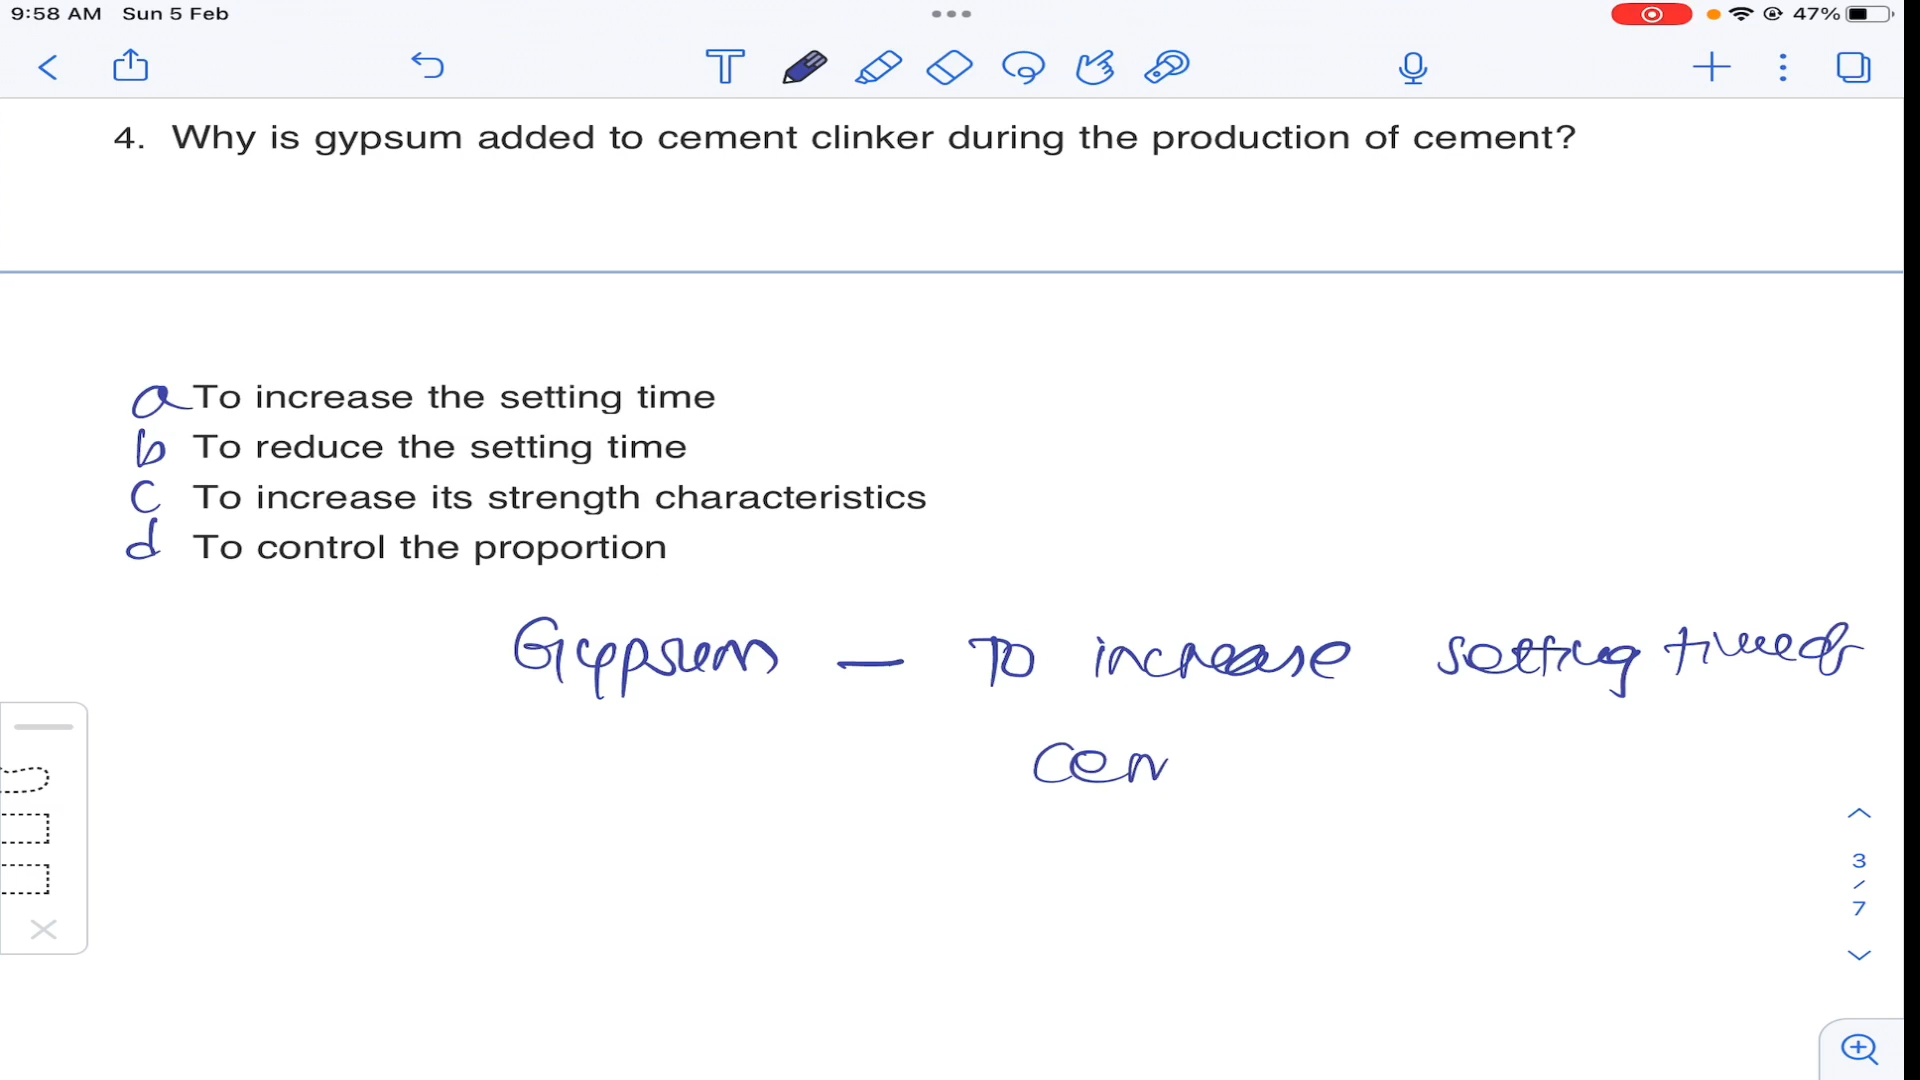 9:58 AM Sun 5 Feb
47%
4. Why is gypsum added to cement clinker during the production of cement?
a To increase the setting time
b To reduce the setting time
c To increase its strength characteristics
d To control the proportion
Gypsum — To increase setting time of
Cem
3
/
7